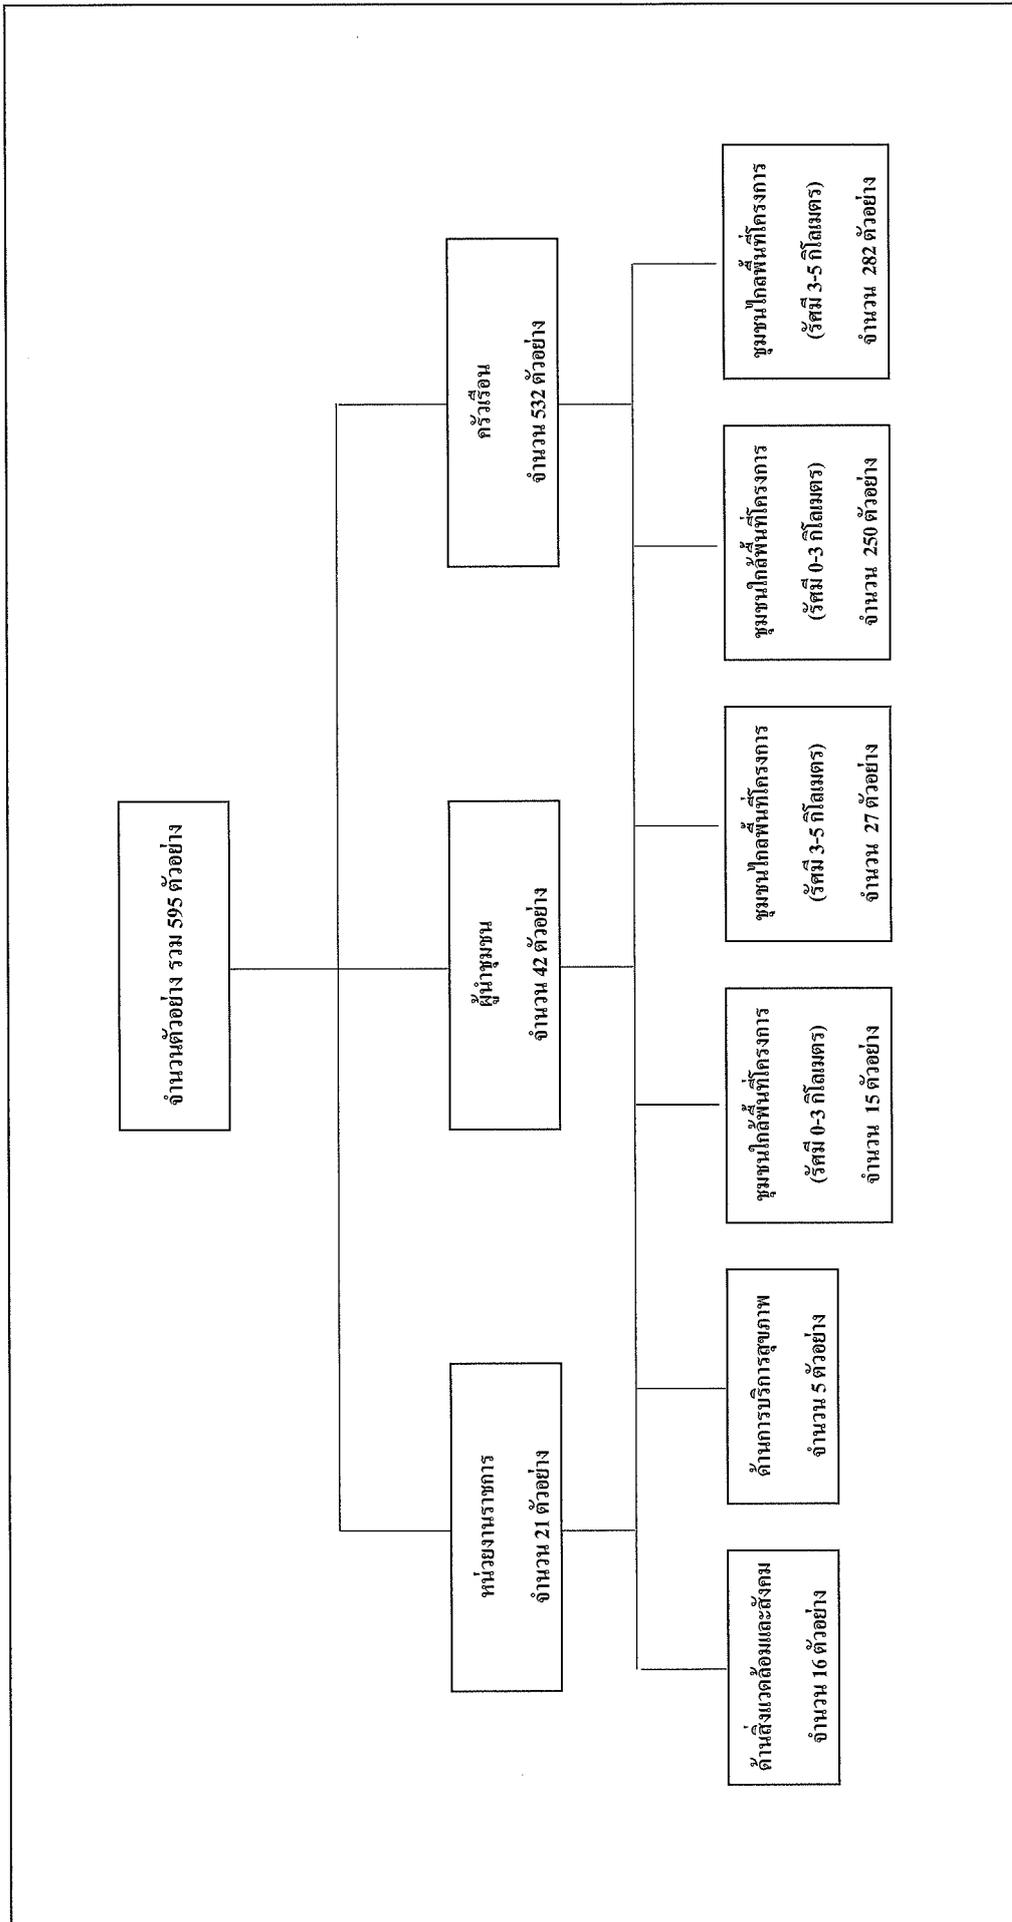 จำนวนตัวอย่าง รวม 595 ตัวอย่าง
หน่วยงานราชการ
จำนวน 21 ตัวอย่าง
ผู้นำชุมชน
จำนวน 42 ตัวอย่าง
ครัวเรือน
จำนวน 532 ตัวอย่าง
ด้านสิ่งแวดล้อมและสังคม
จำนวน 16 ตัวอย่าง
ด้านการบริการสุขภาพ
จำนวน 5 ตัวอย่าง
ชุมชนใกล้พื้นที่โครงการ
(รัศมี 0-3 กิโลเมตร)
จำนวน 15 ตัวอย่าง
ชุมชนไกลพื้นที่โครงการ
(รัศมี 3-5 กิโลเมตร)
จำนวน 27 ตัวอย่าง
ชุมชนใกล้พื้นที่โครงการ
(รัศมี 0-3 กิโลเมตร)
จำนวน 250 ตัวอย่าง
ชุมชนไกลพื้นที่โครงการ
(รัศมี 3-5 กิโลเมตร)
จำนวน 282 ตัวอย่าง